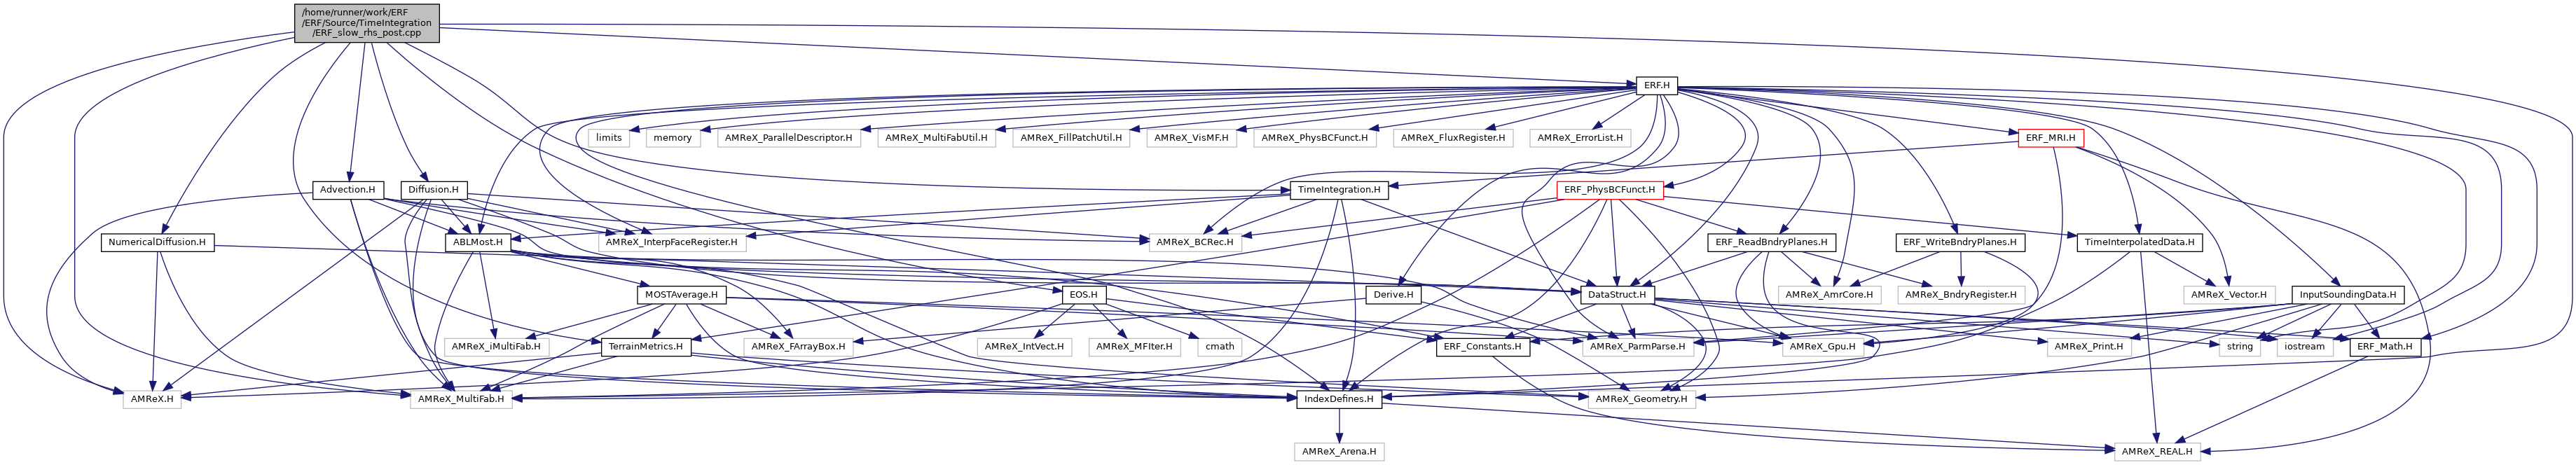 /home/runner/work/ERF
/ERF/Source/TimeIntegration
/ERF_slow_rhs_post.cpp
ERF.H
limits
memory
AMReX_ParallelDescriptor.H
AMReX_MultiFabUtil.H
AMReX_FillPatchUtil.H
AMReX_VisMF.H
AMReX_PhysBCFunct.H
AMReX_FluxRegister.H
AMReX_ErrorList.H
ERF_MRI.H
Advection.H
Diffusion.H
TimeIntegration.H
ERF_PhysBCFunct.H
NumericalDiffusion.H
ABLMost.H
AMReX_InterpFaceRegister.H
AMReX_BCRec.H
ERF_ReadBndryPlanes.H
ERF_WriteBndryPlanes.H
TimeInterpolatedData.H
MOSTAverage.H
EOS.H
Derive.H
DataStruct.H
AMReX_AmrCore.H
AMReX_BndryRegister.H
AMReX_Vector.H
InputSoundingData.H
AMReX_iMultiFab.H
TerrainMetrics.H
AMReX_FArrayBox.H
AMReX_IntVect.H
AMReX_MFIter.H
cmath
ERF_Constants.H
AMReX_ParmParse.H
AMReX_Gpu.H
AMReX_Print.H
string
iostream
ERF_Math.H
AMReX.H
AMReX_MultiFab.H
IndexDefines.H
AMReX_Geometry.H
AMReX_Arena.H
AMReX_REAL.H